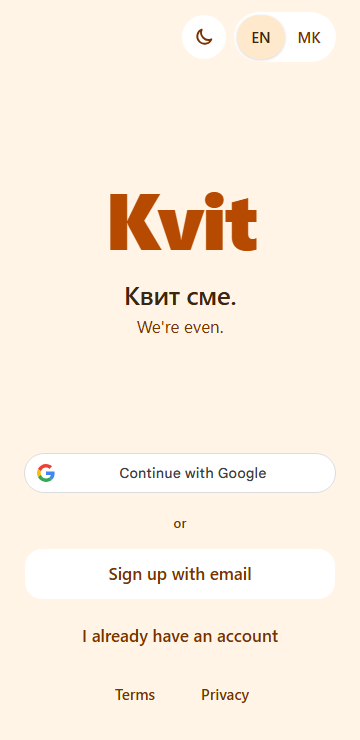 EN MK
Kvit
Квит сме.
We're even.
Continue with Google
or
Sign up with email
I already have an account
Terms Privacy